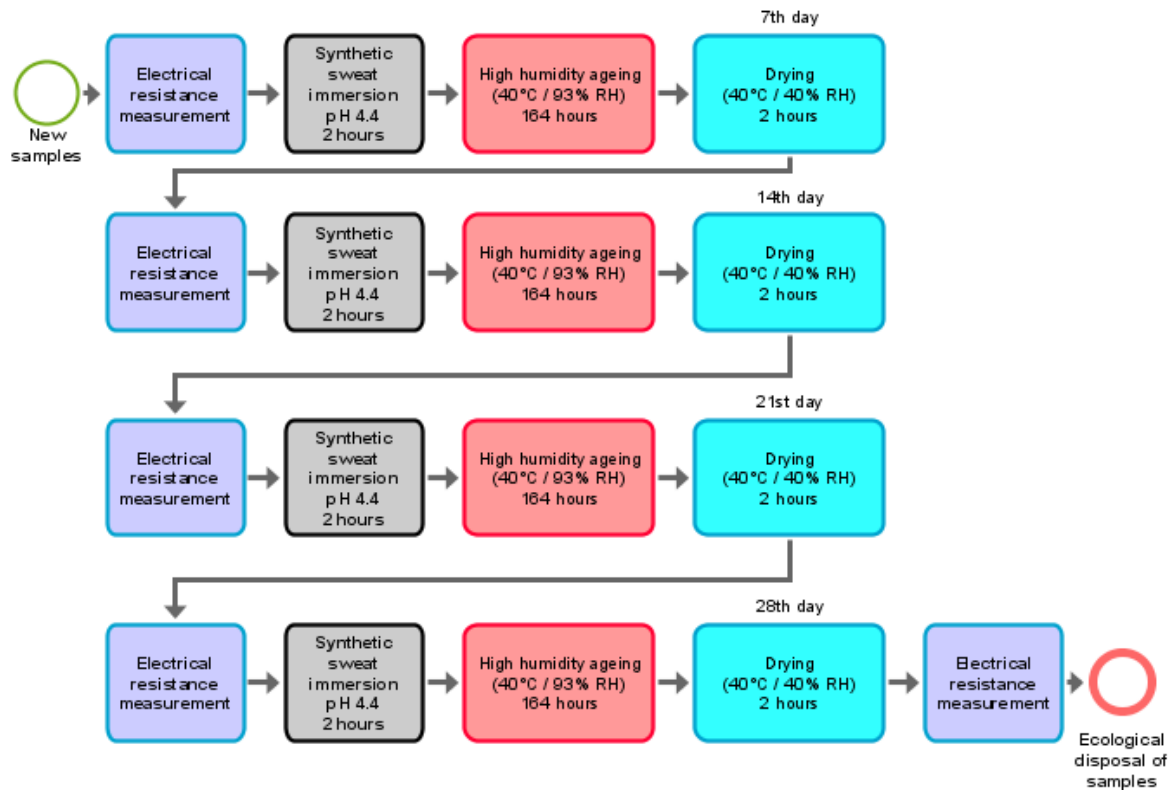 7th day
New
samples
Electrical
resistance
measurement
Synthetic
sweat
immersion
pH 4.4
2 hours
High humidity ageing
(40°C / 93% RH)
164 hours
Drying
(40°C / 40% RH)
2 hours
14th day
Electrical
resistance
measurement
Synthetic
sweat
immersion
pH 4.4
2 hours
High humidity ageing
(40°C / 93% RH)
164 hours
Drying
(40°C / 40% RH)
2 hours
21st day
Electrical
resistance
measurement
Synthetic
sweat
immersion
pH 4.4
2 hours
High humidity ageing
(40°C / 93% RH)
164 hours
Drying
(40°C / 40% RH)
2 hours
28th day
Electrical
resistance
measurement
Synthetic
sweat
immersion
pH 4.4
2 hours
High humidity ageing
(40°C / 93% RH)
164 hours
Drying
(40°C / 40% RH)
2 hours
Electrical
resistance
measurement
Ecological
disposal of
samples